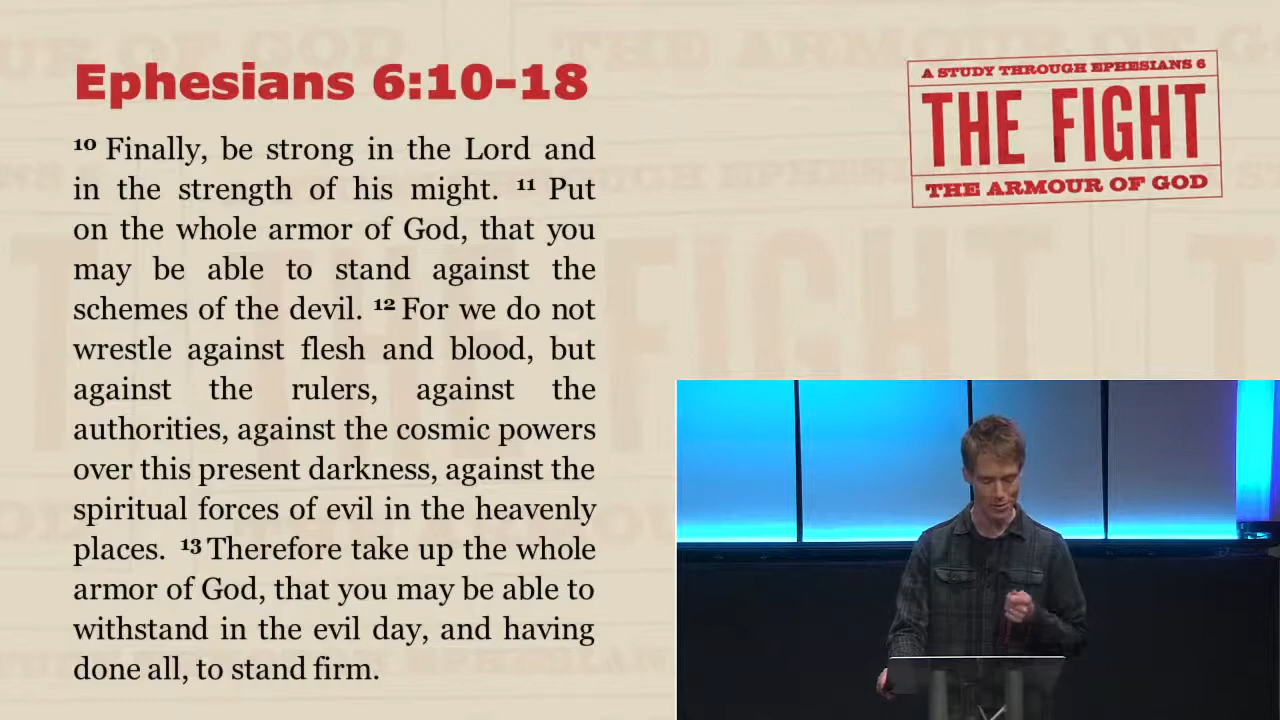 Ephesians 6:10-18
10 Finally, be strong in the Lord and
in the strength of his might. 11 Put
on the whole armor of God, that you
may be able to stand against the
schemes of the devil. 12 For we do not
wrestle against flesh and blood, but
against the rulers, against the
authorities, against the cosmic powers
over this present darkness, against the
spiritual forces of evil in the heavenly
places. 13 Therefore take up the whole
armor of God, that you may be able to
withstand in the evil day, and having
done all, to stand firm.
A STUDY THROUGH EPHESIANS 6
THE FIGHT
THE ARMOUR OF GOD